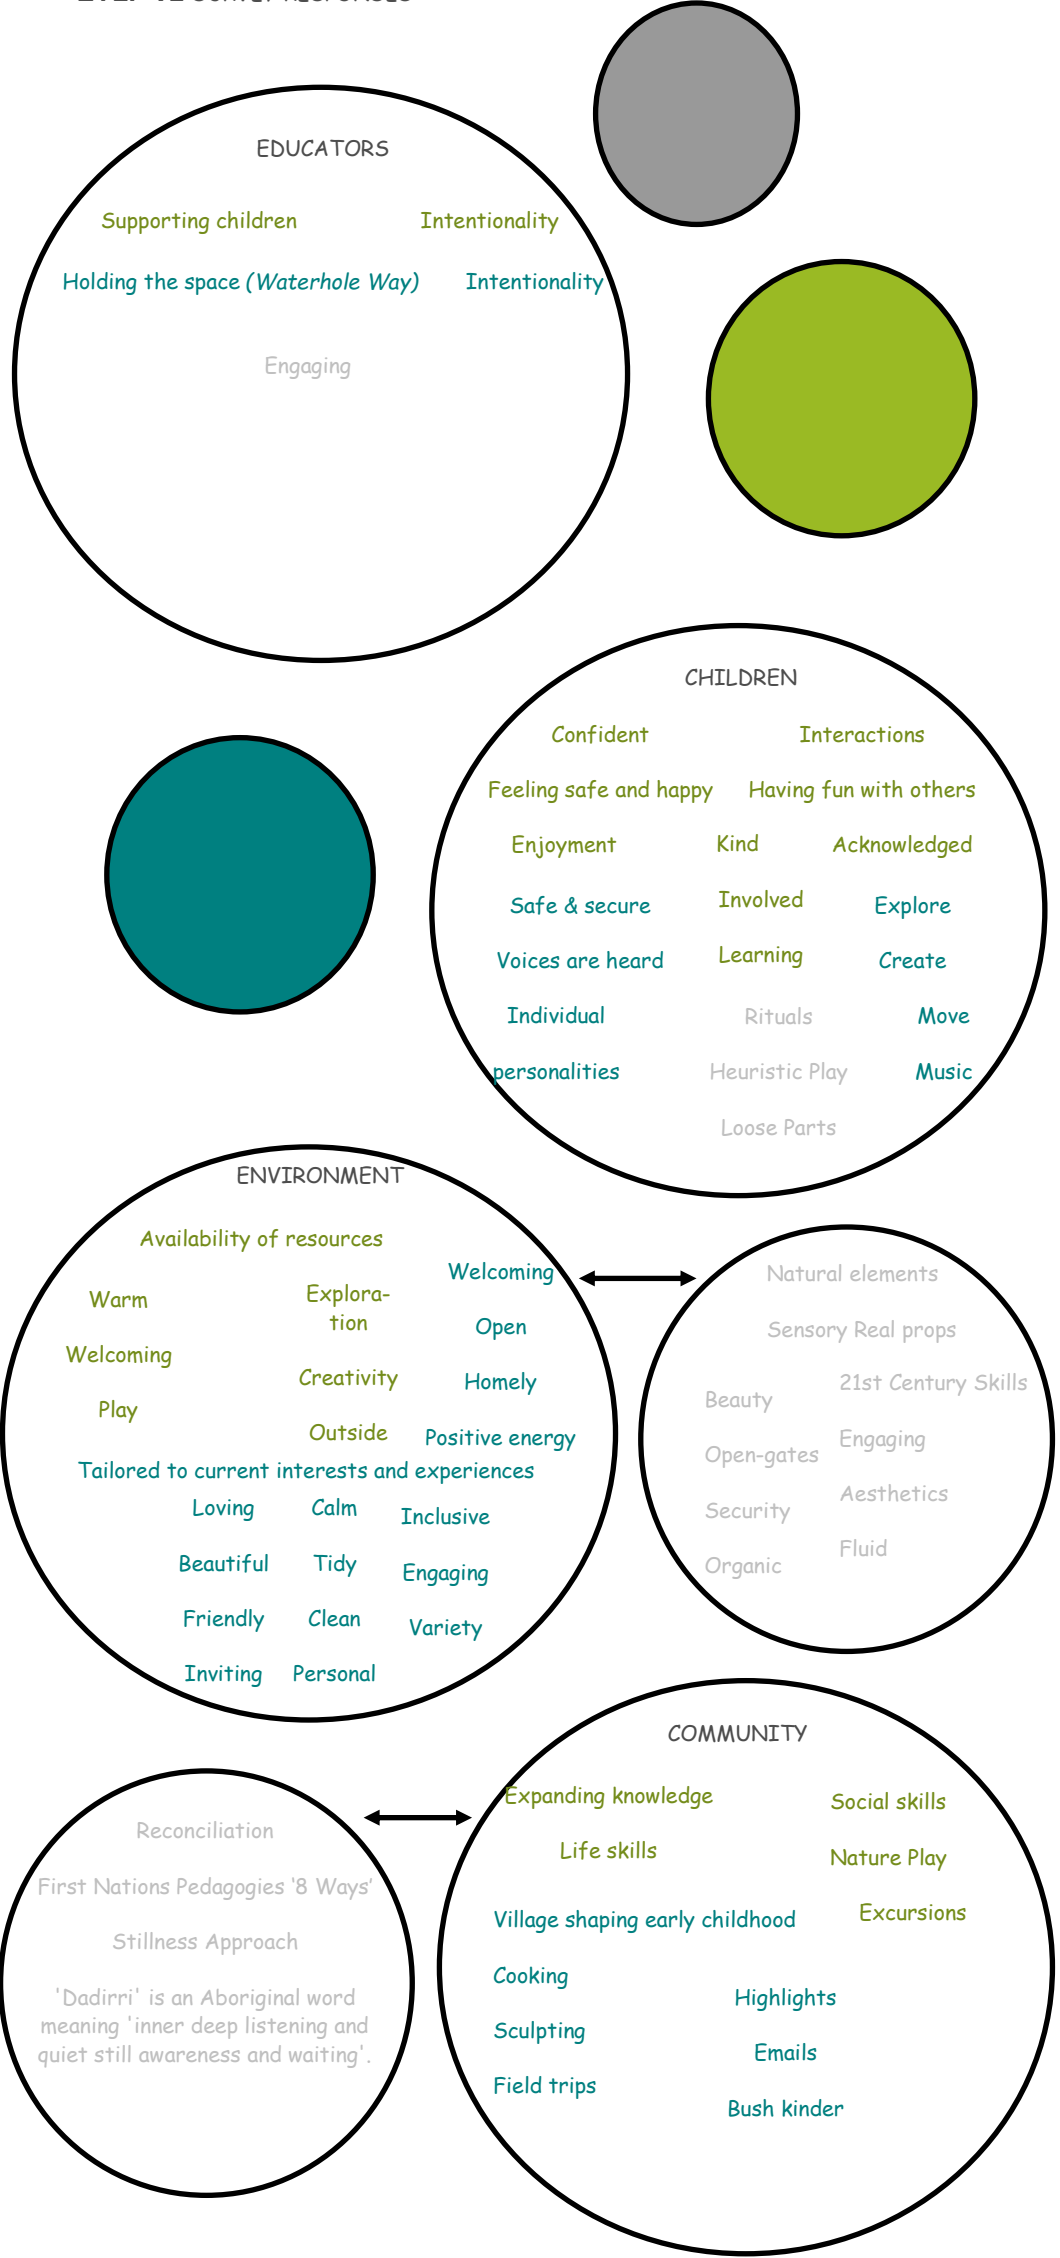 EDUCATORS
Supporting children
Intentionality
Holding the space (Waterhole Way)
Intentionality
Engaging
CHILDREN
Confident
Interactions
Feeling safe and happy
Having fun with others
Enjoyment
Kind
Acknowledged
Safe & secure
Involved
Explore
Voices are heard
Learning
Create
Individual
Rituals
Move
personalities
Heuristic Play
Music
Loose Parts
ENVIRONMENT
Availability of resources
Warm
Explora-
tion
Welcoming
Welcoming
Open
Creativity
Homely
Play
Outside
Positive energy
Tailored to current interests and experiences
Loving
Calm
Inclusive
Beautiful
Tidy
Engaging
Friendly
Clean
Variety
Inviting
Personal
Natural elements
Sensory Real props
21st Century Skills
Beauty
Engaging
Open-gates
Aesthetics
Security
Fluid
Organic
COMMUNITY
Expanding knowledge
Social skills
Life skills
Nature Play
Excursions
Village shaping early childhood
Cooking
Highlights
Sculpting
Emails
Field trips
Bush kinder
Reconciliation
First Nations Pedagogies ‘8 Ways’
Stillness Approach
'Dadirri' is an Aboriginal word
meaning 'inner deep listening and
quiet still awareness and waiting'.